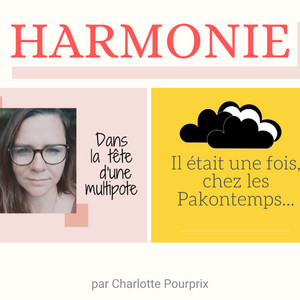 HARMONIE
Dans
la tête
d'une
multipote
Il était une fois,
chez les
Pakontemps...
par Charlotte Pourprix